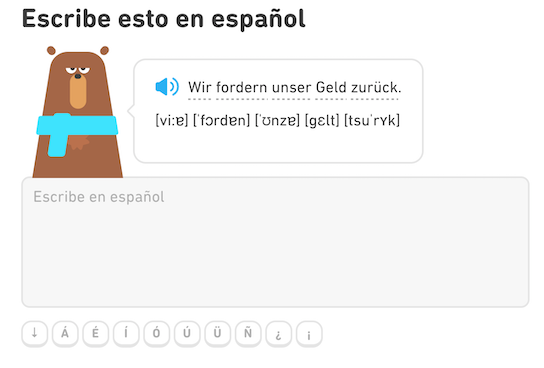 Escribe esto en español
Wir fordern unser Geld zurück.
[viːɐ] [ˈfɔrdɐn] [ˈʊnzɐ] [gɛlt] [tsuˈrʏk]
Escribe en español
↓ Á É Í Ó Ú Ü Ñ ¿ ¡